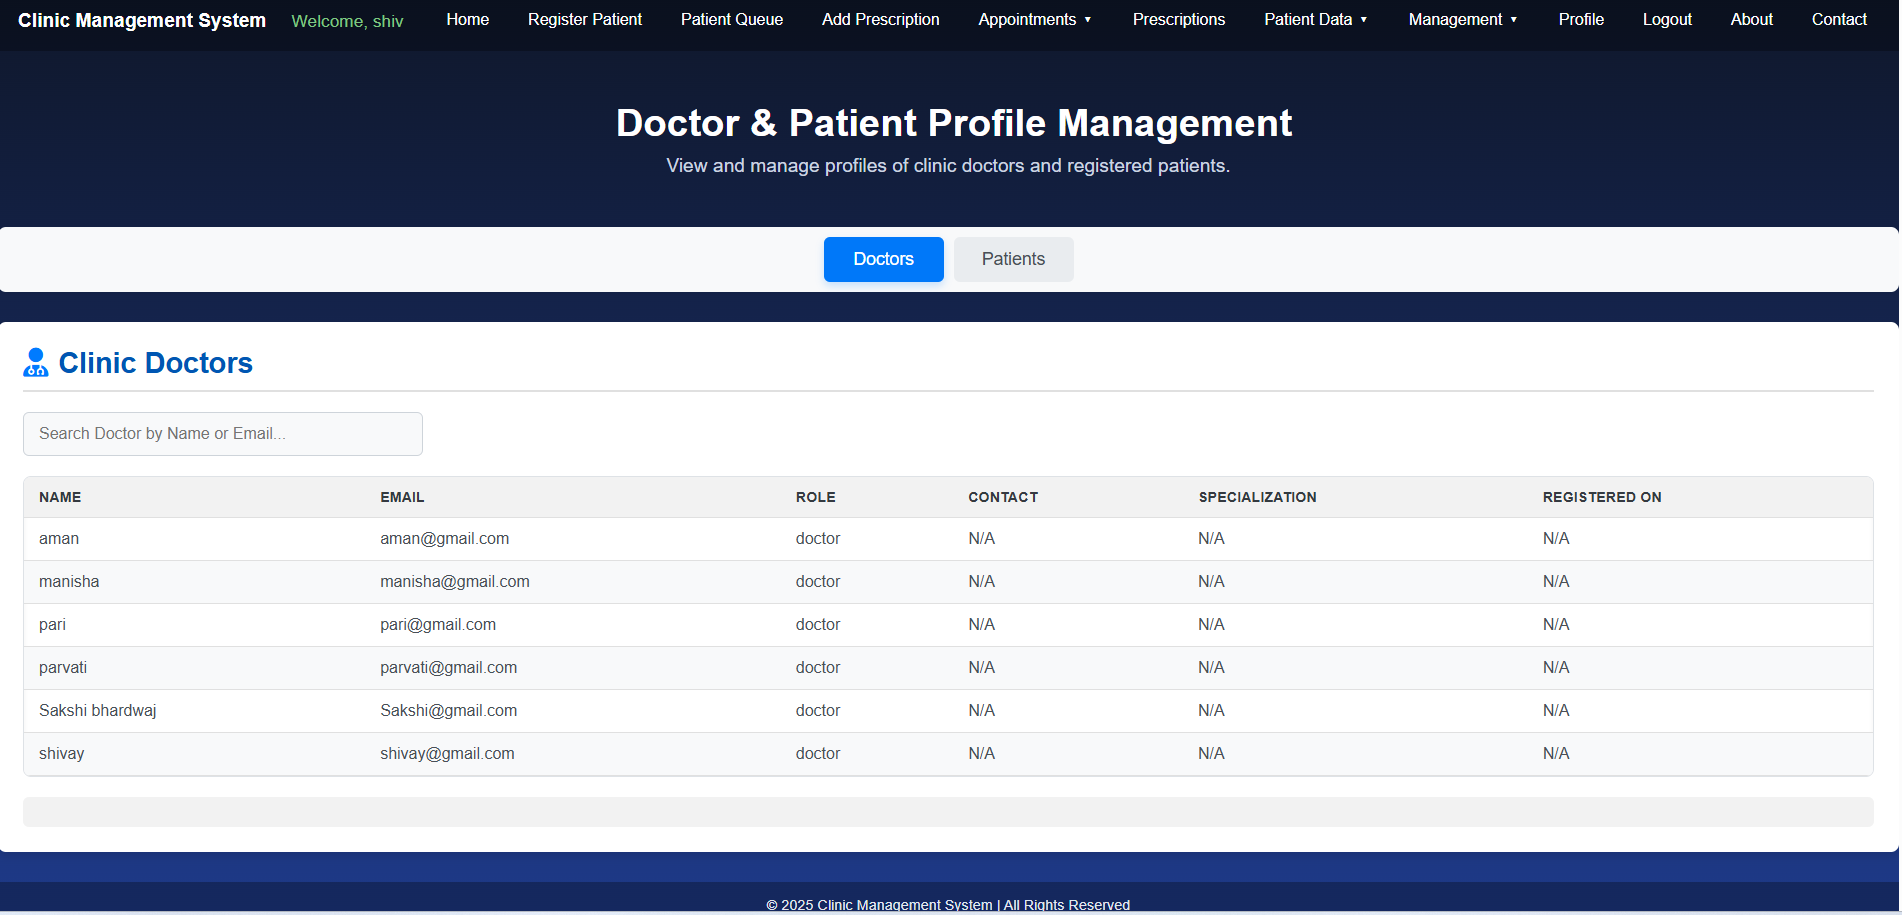 Clinic Management System Welcome, shiv Home Register Patient Patient Queue Add Prescription Appointments ▼ Prescriptions Patient Data ▼ Management ▼ Profile Logout About Contact
Doctor & Patient Profile Management
View and manage profiles of clinic doctors and registered patients.
Doctors Patients
Clinic Doctors
Search Doctor by Name or Email...
NAME EMAIL ROLE CONTACT SPECIALIZATION REGISTERED ON
aman aman@gmail.com doctor N/A N/A N/A
manisha manisha@gmail.com doctor N/A N/A N/A
pari pari@gmail.com doctor N/A N/A N/A
parvati parvati@gmail.com doctor N/A N/A N/A
Sakshi bhardwaj Sakshi@gmail.com doctor N/A N/A N/A
shivay shivay@gmail.com doctor N/A N/A N/A
© 2025 Clinic Management System | All Rights Reserved